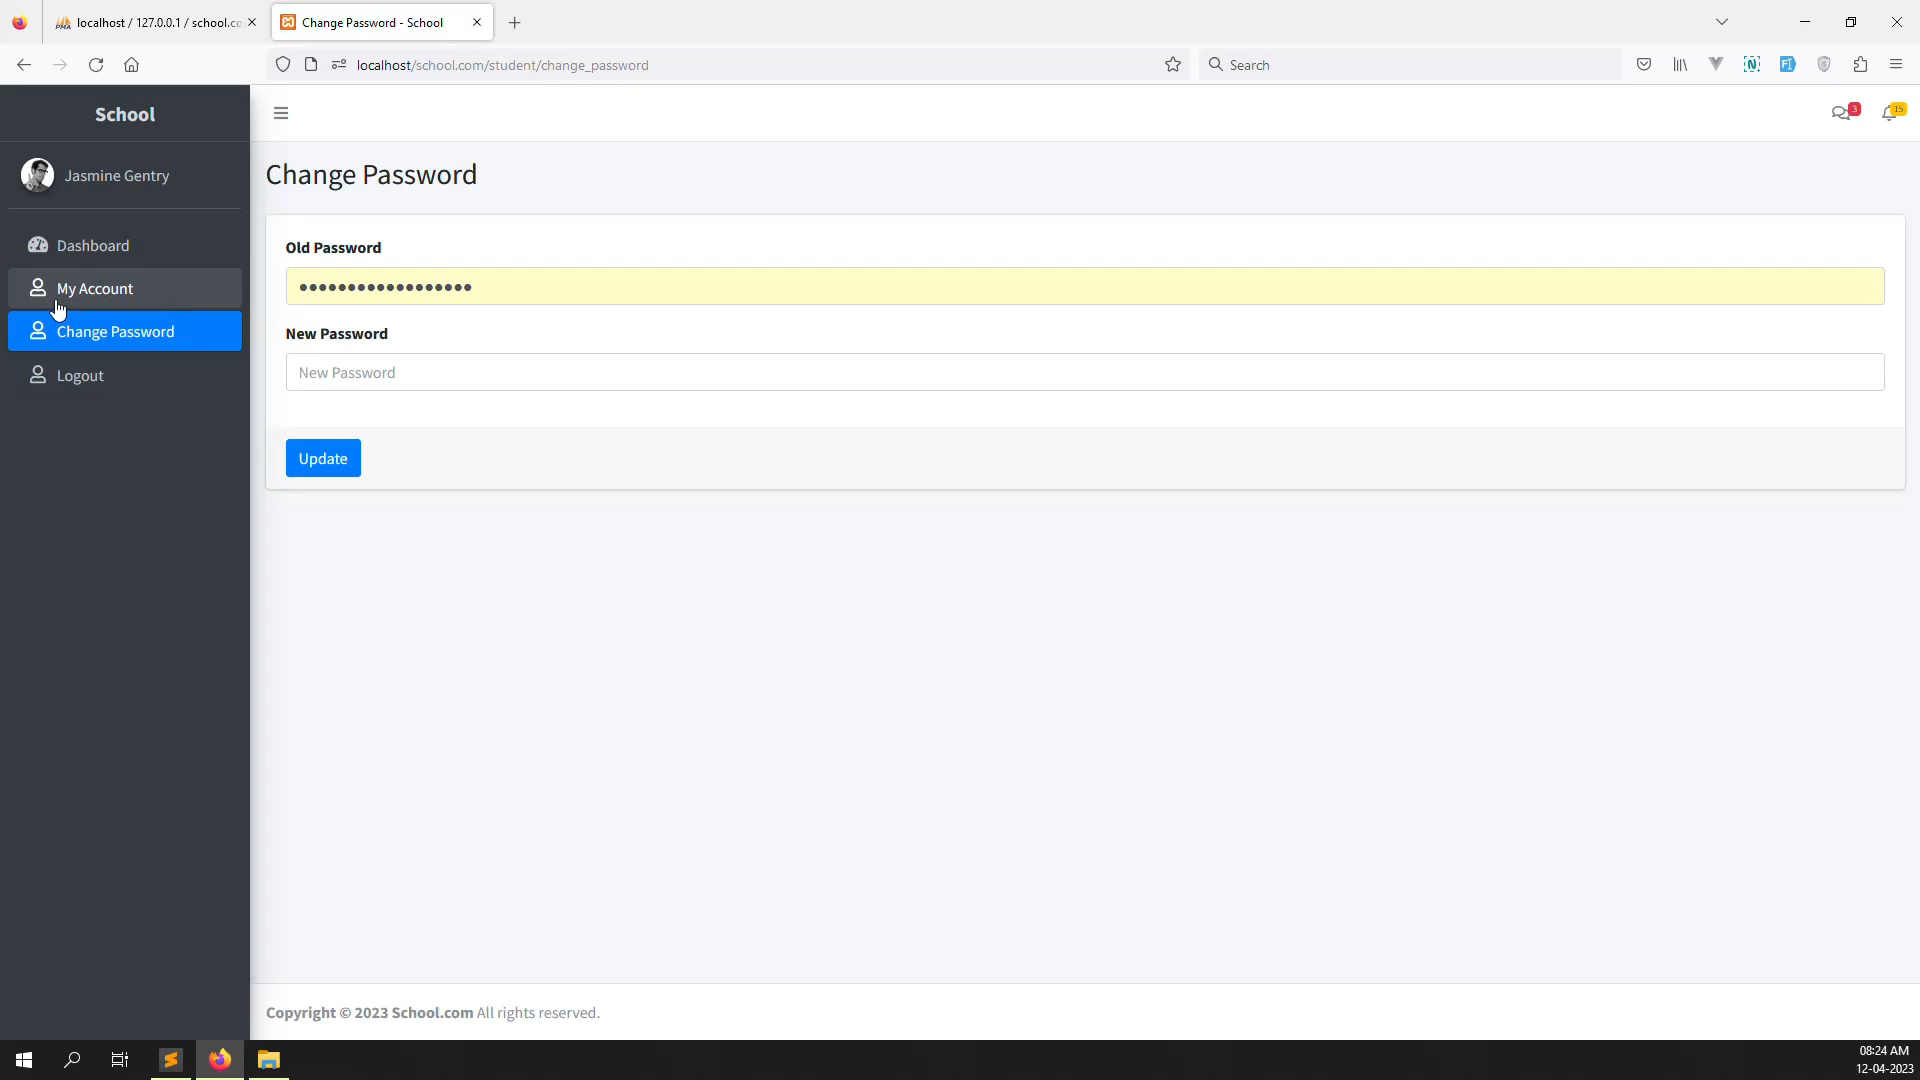 localhost / 127.0.0.1 / school.co
Change Password - School
localhost/school.com/student/change_password
Search
School
3
15
Jasmine Gentry
Change Password
Dashboard
My Account
Change Password
Logout
Old Password
••••••••••••••••••
New Password
New Password
Update
Copyright © 2023 School.com All rights reserved.
08:24 AM
12-04-2023